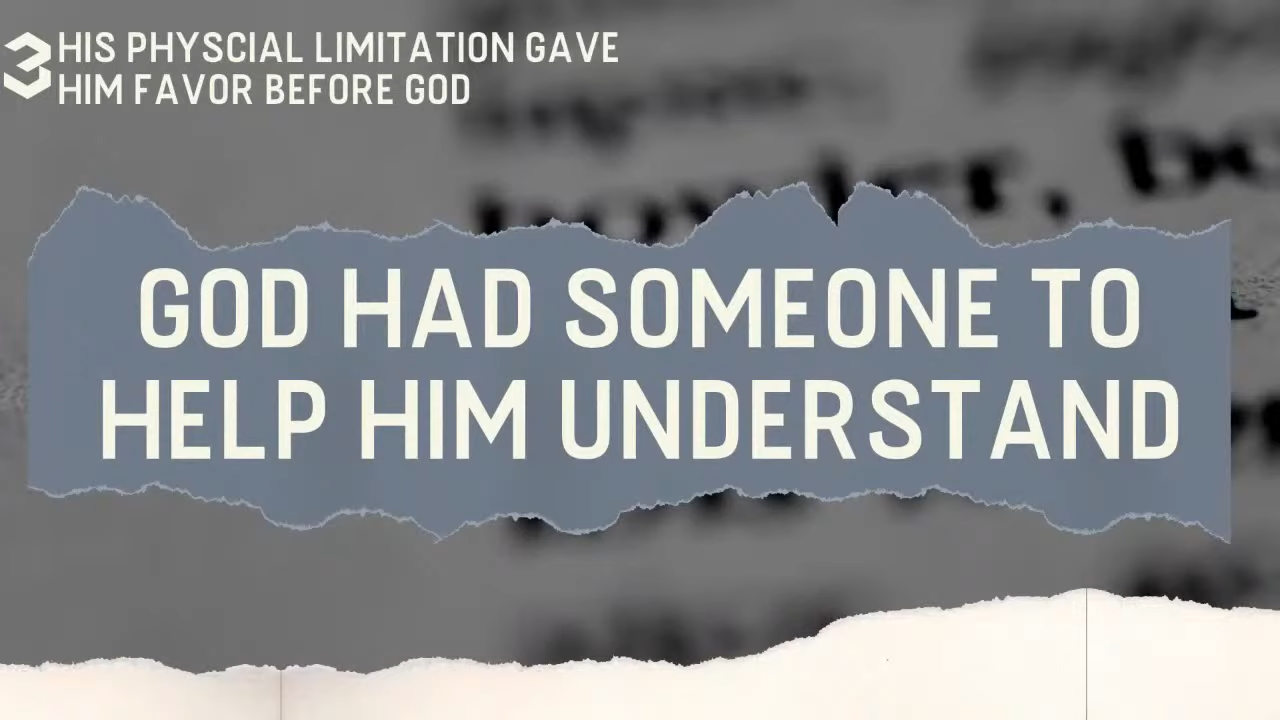 3 HIS PHYSCIAL LIMITATION GAVE
HIM FAVOR BEFORE GOD
GOD HAD SOMEONE TO
HELP HIM UNDERSTAND